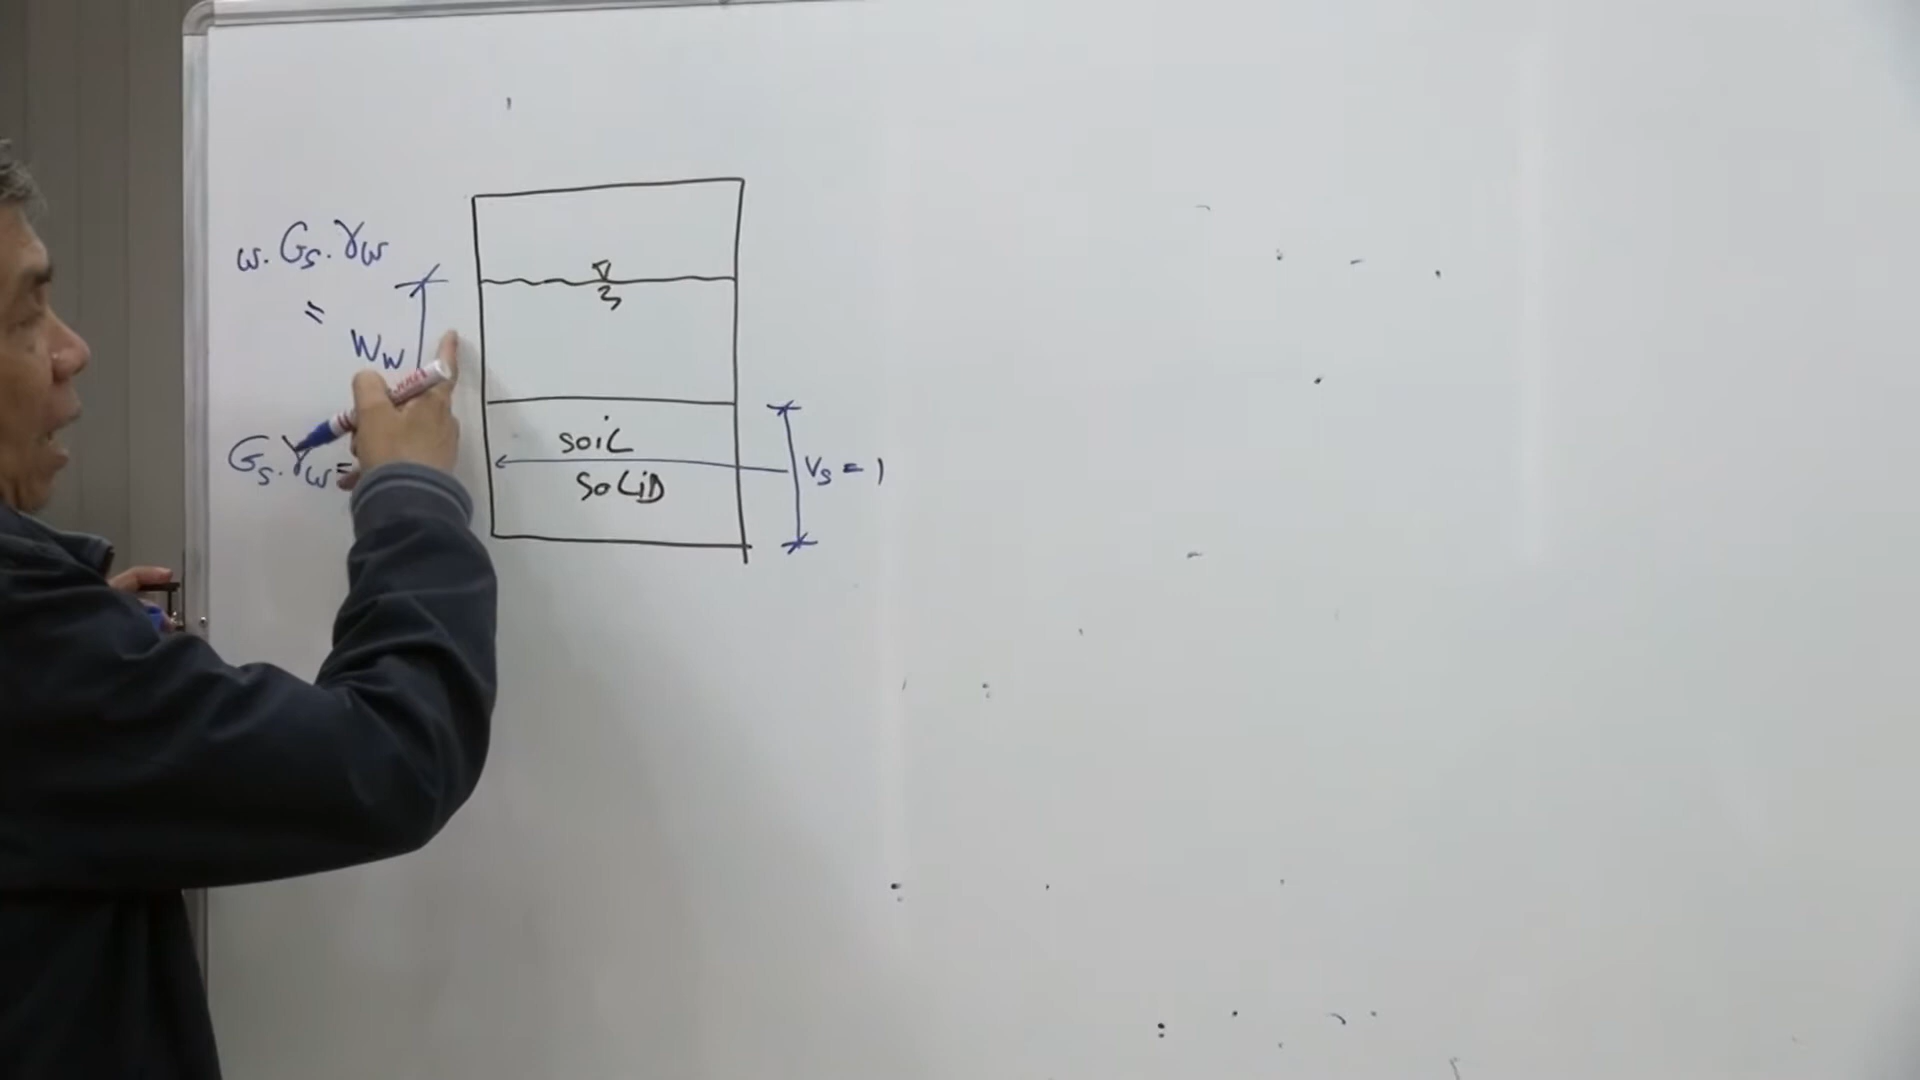 w. Gs. γw
=
Ww
Gs. γw =
SOIL
SOLID
Vs = 1